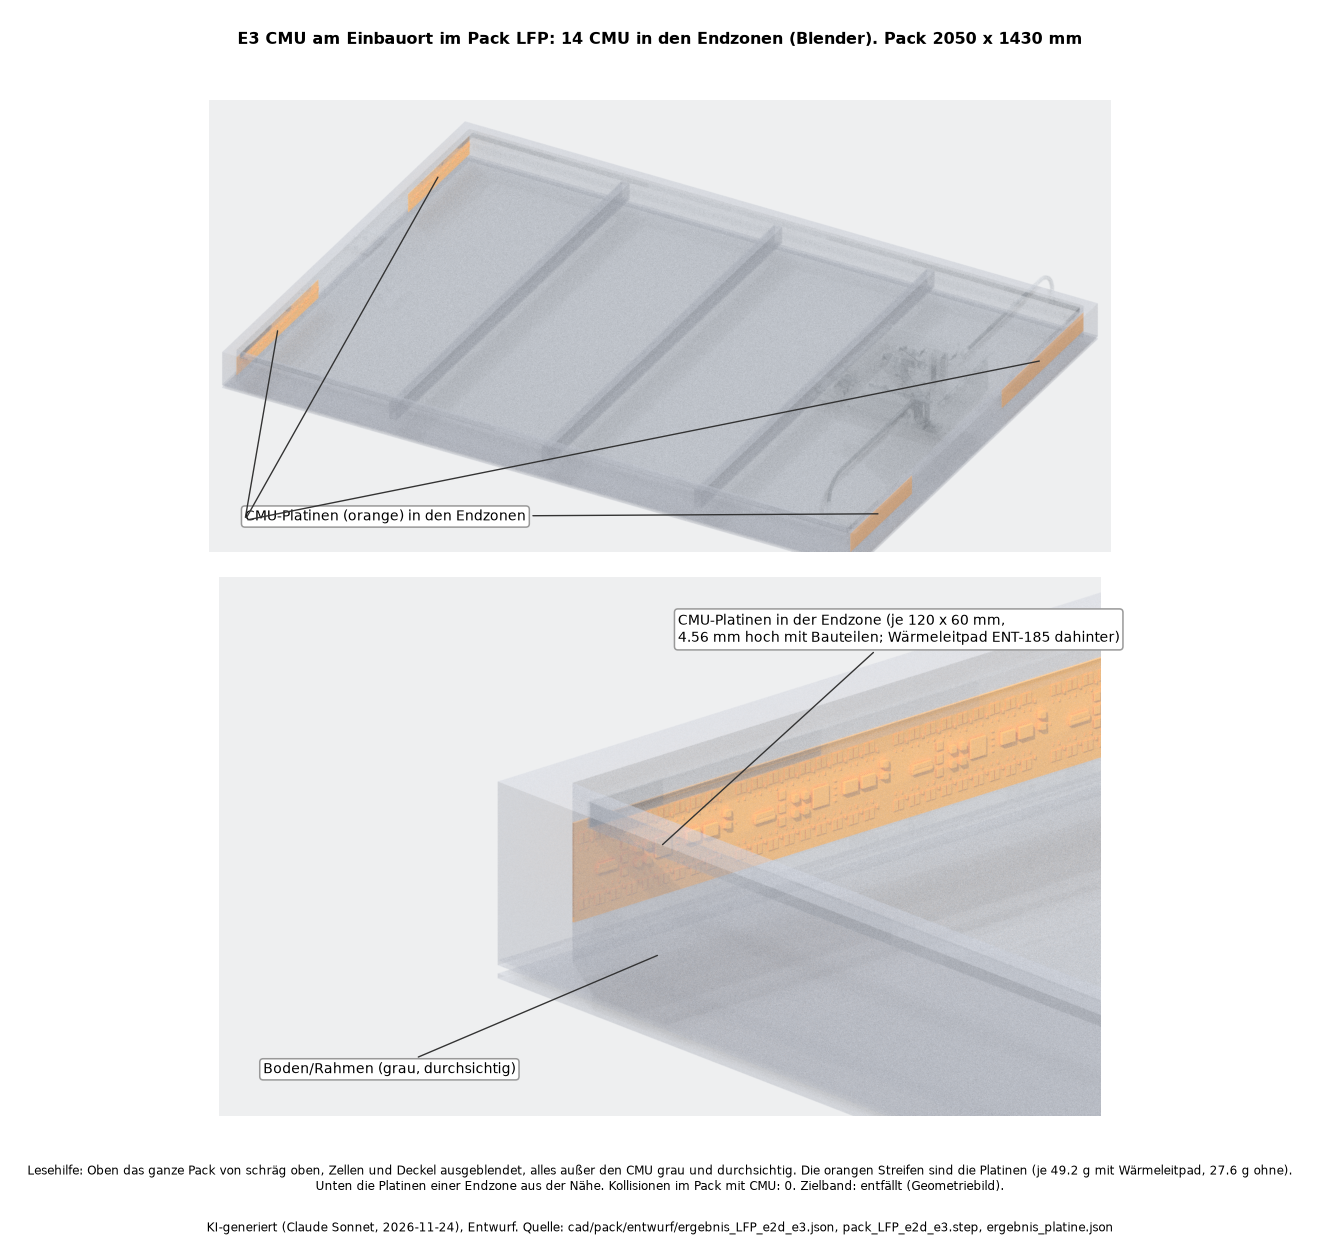 E3 CMU am Einbauort im Pack LFP: 14 CMU in den Endzonen (Blender). Pack 2050 x 1430 mm
CMU-Platinen (orange) in den Endzonen
CMU-Platinen in der Endzone (je 120 x 60 mm,
4.56 mm hoch mit Bauteilen; Wärmeleitpad ENT-185 dahinter)
Boden/Rahmen (grau, durchsichtig)
Lesehilfe: Oben das ganze Pack von schräg oben, Zellen und Deckel ausgeblendet, alles außer den CMU grau und durchsichtig. Die orangen Streifen sind die Platinen (je 49.2 g mit Wärmeleitpad, 27.6 g ohne).
Unten die Platinen einer Endzone aus der Nähe. Kollisionen im Pack mit CMU: 0. Zielband: entfällt (Geometriebild).
KI-generiert (Claude Sonnet, 2026-11-24), Entwurf. Quelle: cad/pack/entwurf/ergebnis_LFP_e2d_e3.json, pack_LFP_e2d_e3.step, ergebnis_platine.json